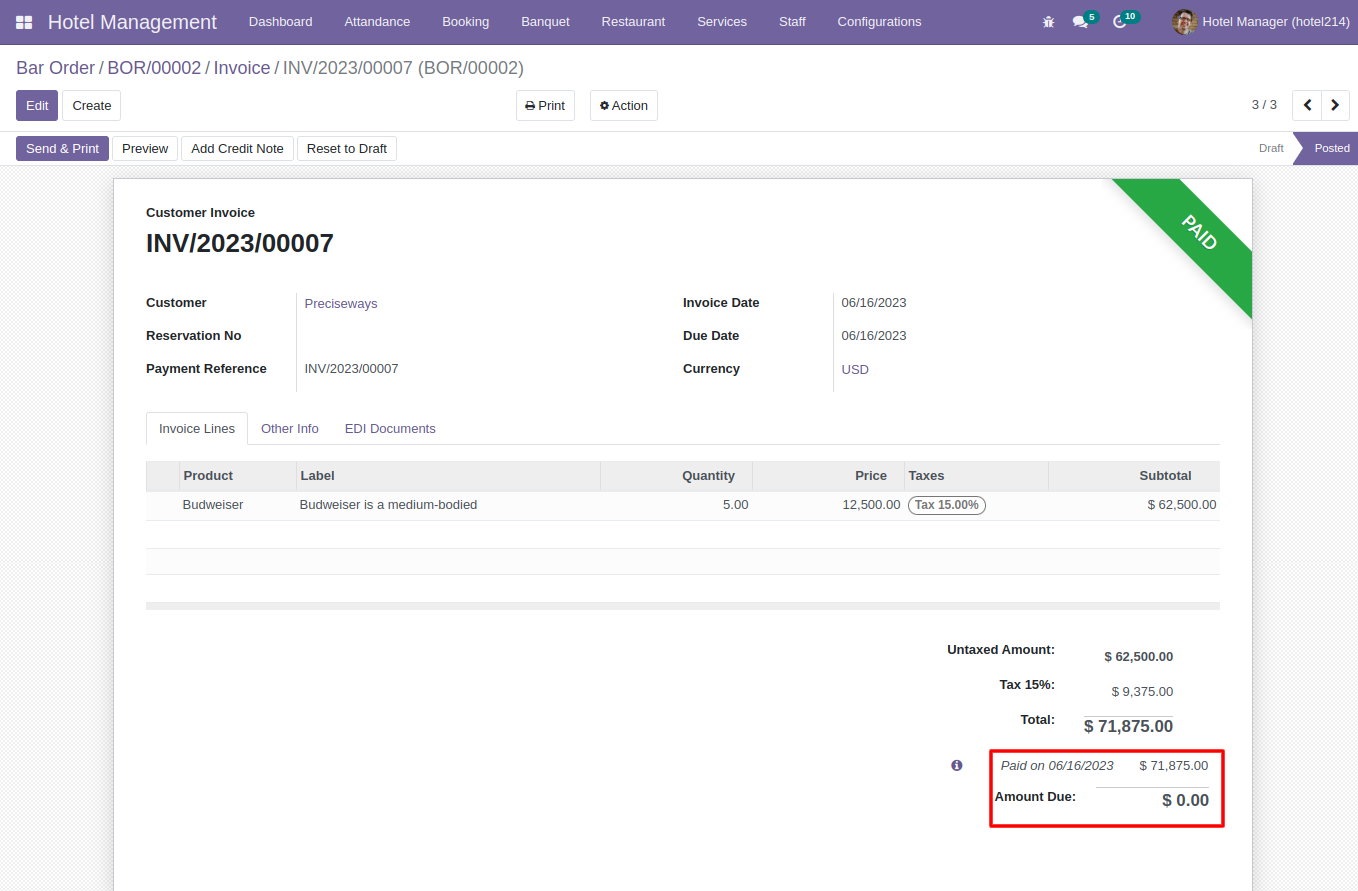 Hotel Management Dashboard Attandance Booking Banquet Restaurant Services Staff Configurations 5 10 Hotel Manager (hotel214)
Bar Order / BOR/00002 / Invoice / INV/2023/00007 (BOR/00002)
Edit Create Print Action 3 / 3
Send & Print Preview Add Credit Note Reset to Draft Draft Posted
PAID
Customer Invoice
INV/2023/00007
Customer Preciseways Invoice Date 06/16/2023
Reservation No Due Date 06/16/2023
Payment Reference INV/2023/00007 Currency USD
Invoice Lines Other Info EDI Documents
Product Label Quantity Price Taxes Subtotal
Budweiser Budweiser is a medium-bodied 5.00 12,500.00 Tax 15.00% $ 62,500.00
Untaxed Amount: $ 62,500.00
Tax 15%: $ 9,375.00
Total: $ 71,875.00
Paid on 06/16/2023 $ 71,875.00
Amount Due: $ 0.00